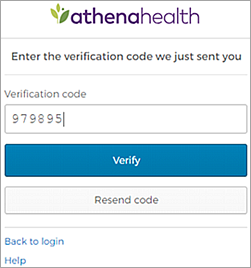 athenahealth
Enter the verification code we just sent you
Verification code
979895
Verify
Resend code
Back to login
Help